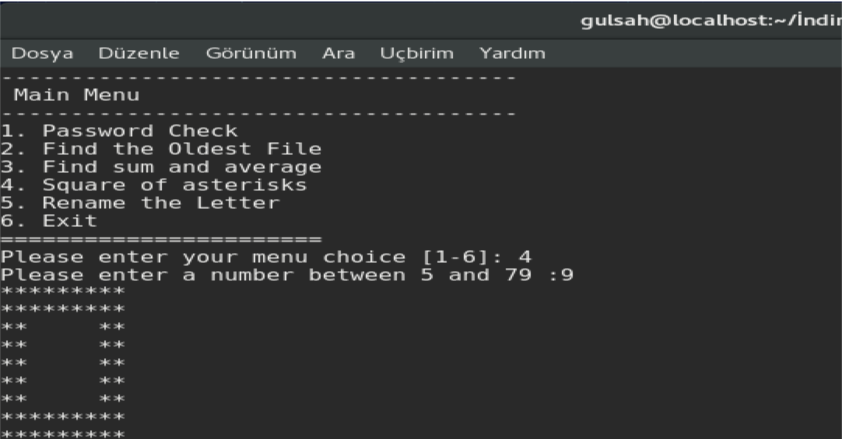 gulsah@localhost:~/İndir
Dosya Düzenle Görünüm Ara Uçbirim Yardım
-------------------------------------
 Main Menu
-------------------------------------
1. Password Check
2. Find the Oldest File
3. Find sum and average
4. Square of asterisks
5. Rename the Letter
6. Exit
=======================
Please enter your menu choice [1-6]: 4
Please enter a number between 5 and 79 :9
*********
*********
**     **
**     **
**     **
**     **
**     **
*********
*********